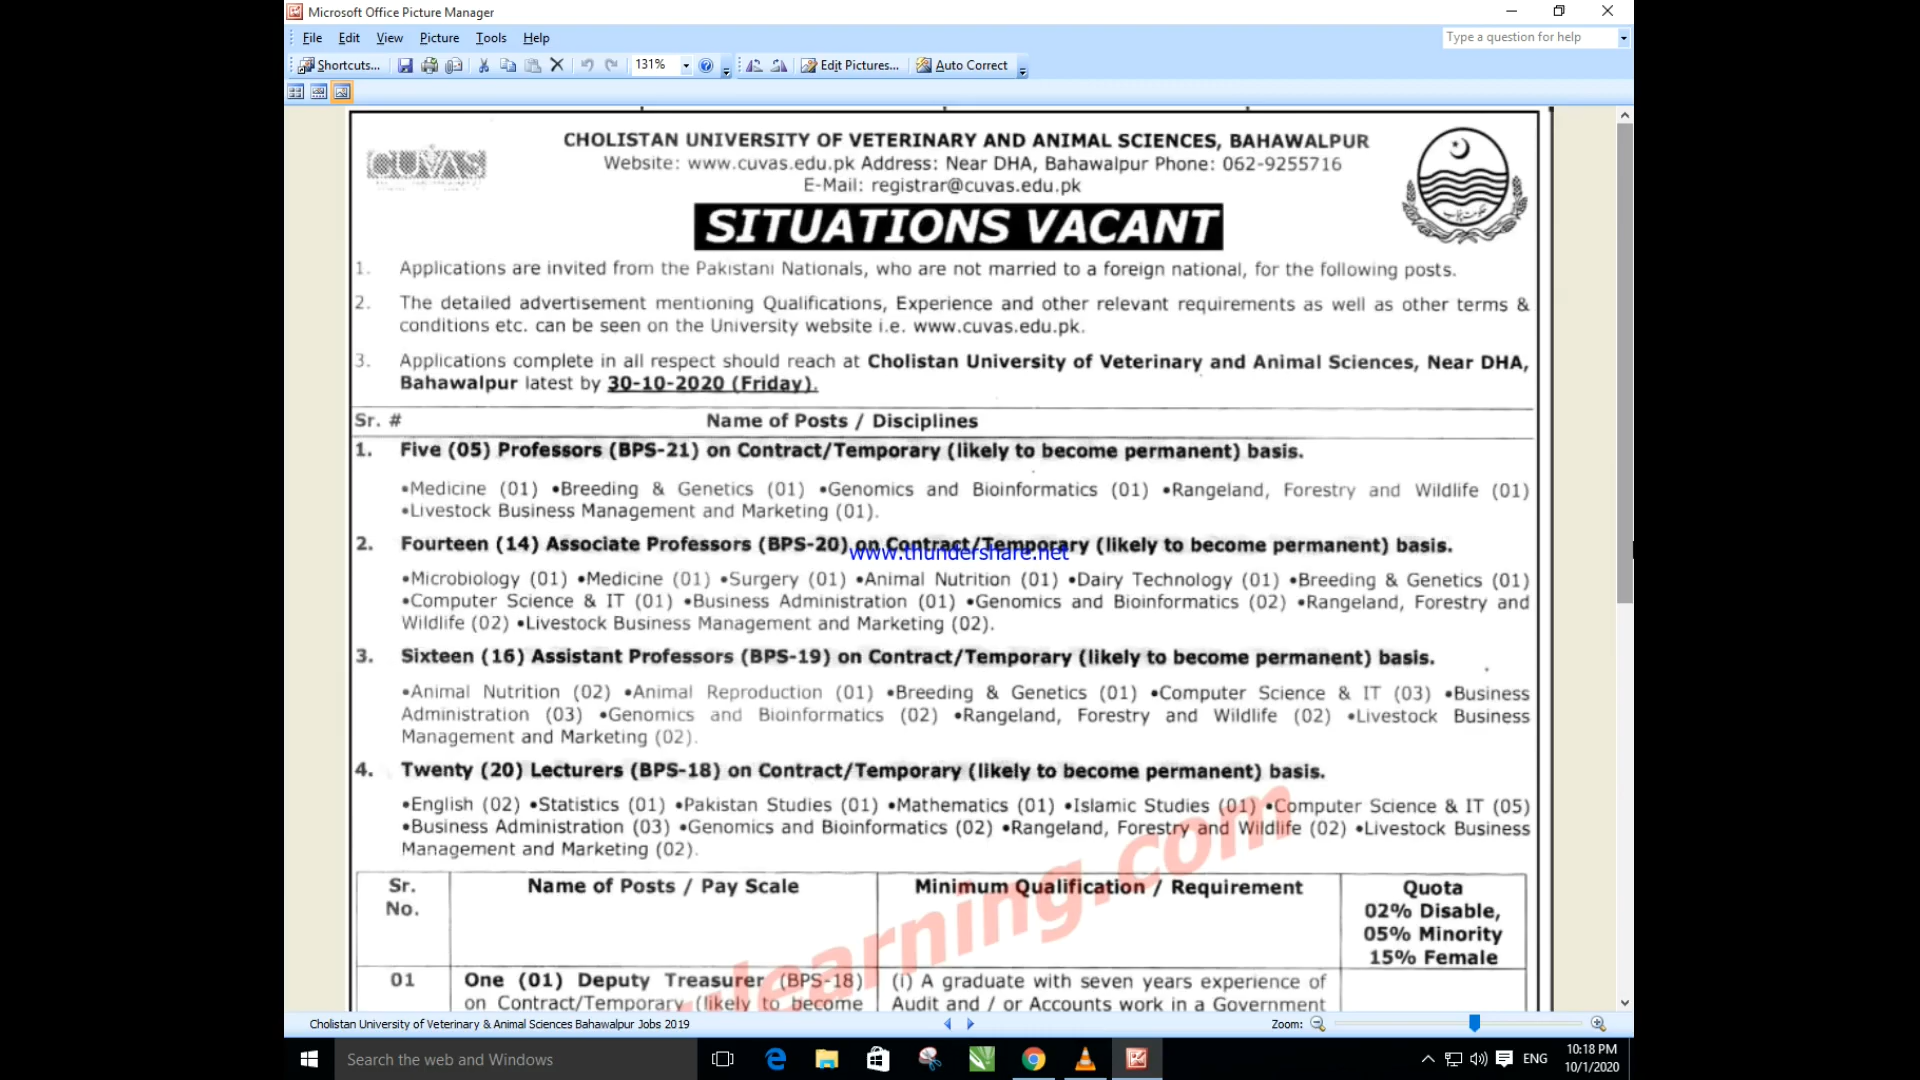 Microsoft Office Picture Manager
File Edit View Picture Tools Help
Type a question for help
Shortcuts... 131% Edit Pictures... Auto Correct
CUVAS
CHOLISTAN UNIVERSITY OF VETERINARY AND ANIMAL SCIENCES, BAHAWALPUR
Website: www.cuvas.edu.pk Address: Near DHA, Bahawalpur Phone: 062-9255716
E-Mail: registrar@cuvas.edu.pk
SITUATIONS VACANT
1. Applications are invited from the Pakistani Nationals, who are not married to a foreign national, for the following posts.
2. The detailed advertisement mentioning Qualifications, Experience and other relevant requirements as well as other terms &
conditions etc. can be seen on the University website i.e. www.cuvas.edu.pk.
3. Applications complete in all respect should reach at Cholistan University of Veterinary and Animal Sciences, Near DHA,
Bahawalpur latest by 30-10-2020 (Friday).
Sr. # Name of Posts / Disciplines
1. Five (05) Professors (BPS-21) on Contract/Temporary (likely to become permanent) basis.
•Medicine (01) •Breeding & Genetics (01) •Genomics and Bioinformatics (01) •Rangeland, Forestry and Wildlife (01)
•Livestock Business Management and Marketing (01).
2. Fourteen (14) Associate Professors (BPS-20) on Contract/Temporary (likely to become permanent) basis.
www.thundershare.net
•Microbiology (01) •Medicine (01) •Surgery (01) •Animal Nutrition (01) •Dairy Technology (01) •Breeding & Genetics (01)
•Computer Science & IT (01) •Business Administration (01) •Genomics and Bioinformatics (02) •Rangeland, Forestry and
Wildlife (02) •Livestock Business Management and Marketing (02).
3. Sixteen (16) Assistant Professors (BPS-19) on Contract/Temporary (likely to become permanent) basis.
•Animal Nutrition (02) •Animal Reproduction (01) •Breeding & Genetics (01) •Computer Science & IT (03) •Business
Administration (03) •Genomics and Bioinformatics (02) •Rangeland, Forestry and Wildlife (02) •Livestock Business
Management and Marketing (02).
4. Twenty (20) Lecturers (BPS-18) on Contract/Temporary (likely to become permanent) basis.
•English (02) •Statistics (01) •Pakistan Studies (01) •Mathematics (01) •Islamic Studies (01) •Computer Science & IT (05)
•Business Administration (03) •Genomics and Bioinformatics (02) •Rangeland, Forestry and Wildlife (02) •Livestock Business
Management and Marketing (02).
learning.com
Sr. Name of Posts / Pay Scale Minimum Qualification / Requirement Quota
No. 02% Disable,
05% Minority
15% Female
01 One (01) Deputy Treasurer (BPS-18) (i) A graduate with seven years experience of
on Contract/Temporary (likely to become Audit and / or Accounts work in a Government
Cholistan University of Veterinary & Animal Sciences Bahawalpur Jobs 2019 Zoom:
Search the web and Windows ENG 10:18 PM
10/1/2020